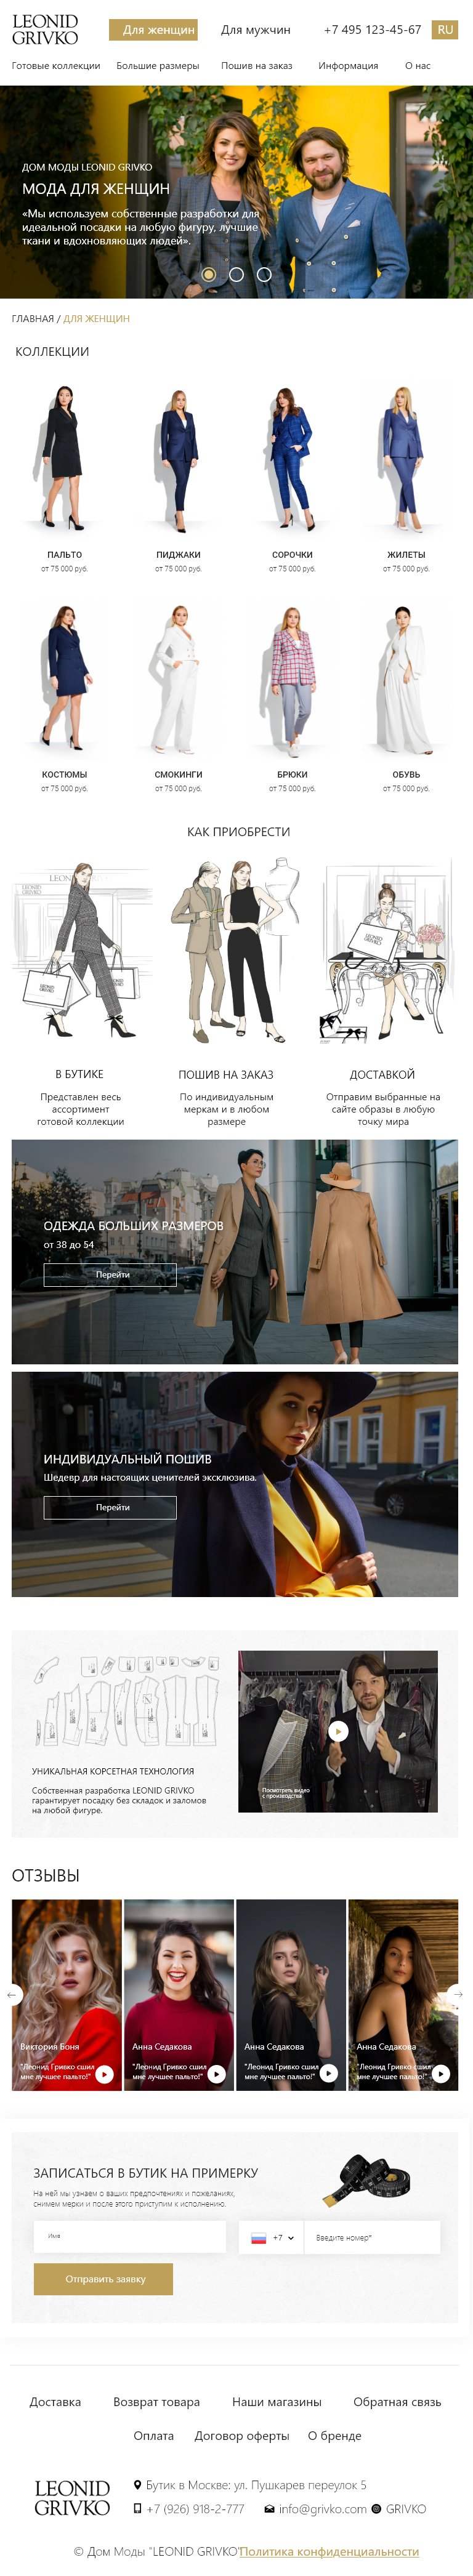 LEONID
GRIVKO
Для женщин
Для мужчин
+7 495 123-45-67
RU
Готовые коллекции
Большие размеры
Пошив на заказ
Информация
О нас
ДОМ МОДЫ LEONID GRIVKO
МОДА ДЛЯ ЖЕНЩИН
«Мы используем собственные разработки для
идеальной посадки на любую фигуру, лучшие
ткани и вдохновляющих людей».
ГЛАВНАЯ / ДЛЯ ЖЕНЩИН
КОЛЛЕКЦИИ
ПАЛЬТО
от 75 000 руб.
ПИДЖАКИ
от 75 000 руб.
СОРОЧКИ
от 75 000 руб.
ЖИЛЕТЫ
от 75 000 руб.
КОСТЮМЫ
от 75 000 руб.
СМОКИНГИ
от 75 000 руб.
БРЮКИ
от 75 000 руб.
ОБУВЬ
от 75 000 руб.
КАК ПРИОБРЕСТИ
В БУТИКЕ
Представлен весь
ассортимент
готовой коллекции
ПОШИВ НА ЗАКАЗ
По индивидуальным
меркам и в любом
размере
ДОСТАВКОЙ
Отправим выбранные на
сайте образы в любую
точку мира
ОДЕЖДА БОЛЬШИХ РАЗМЕРОВ
от 38 до 54
Перейти
ИНДИВИДУАЛЬНЫЙ ПОШИВ
Шедевр для настоящих ценителей эксклюзива.
Перейти
УНИКАЛЬНАЯ КОРСЕТНАЯ ТЕХНОЛОГИЯ
Собственная разработка LEONID GRIVKO
гарантирует посадку без складок и заломов
на любой фигуре.
Посмотреть видео
с производства
ОТЗЫВЫ
Виктория Боня
"Леонид Гривко сшил
мне лучшее пальто!"
Анна Седакова
"Леонид Гривко сшил
мне лучшее пальто!"
Анна Седакова
"Леонид Гривко сшил
мне лучшее пальто!"
Анна Седакова
"Леонид Гривко сшил
мне лучшее пальто!"
ЗАПИСАТЬСЯ В БУТИК НА ПРИМЕРКУ
На ней мы узнаем о ваших предпочтениях и пожеланиях,
снимем мерки и после этого приступим к исполнению.
Имя
+7
Введите номер*
Отправить заявку
Доставка
Возврат товара
Наши магазины
Обратная связь
Оплата
Договор оферты
О бренде
LEONID
GRIVKO
Бутик в Москве: ул. Пушкарев переулок 5
+7 (926) 918-2-777
info@grivko.com
GRIVKO
© Дом Моды "LEONID GRIVKO"
Политика конфиденциальности